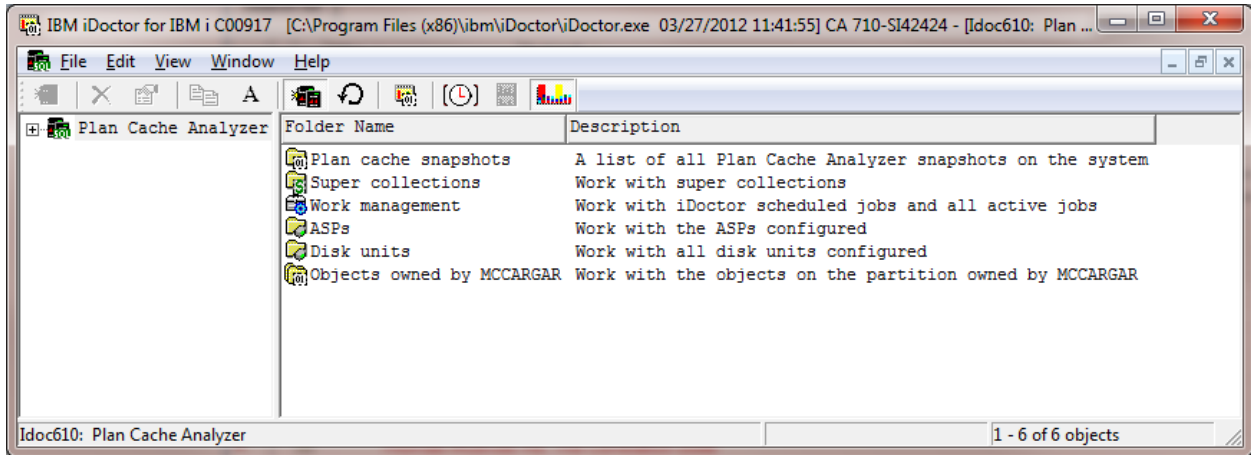 IBM iDoctor for IBM i C00917 [C:\Program Files (x86)\ibm\iDoctor\iDoctor.exe 03/27/2012 11:41:55] CA 710-SI42424 - [Idoc610: Plan ...
File Edit View Window Help
Plan Cache Analyzer
Folder Name Description
Plan cache snapshots A list of all Plan Cache Analyzer snapshots on the system
Super collections Work with super collections
Work management Work with iDoctor scheduled jobs and all active jobs
ASPs Work with the ASPs configured
Disk units Work with all disk units configured
Objects owned by MCCARGAR Work with the objects on the partition owned by MCCARGAR
Idoc610: Plan Cache Analyzer 1 - 6 of 6 objects